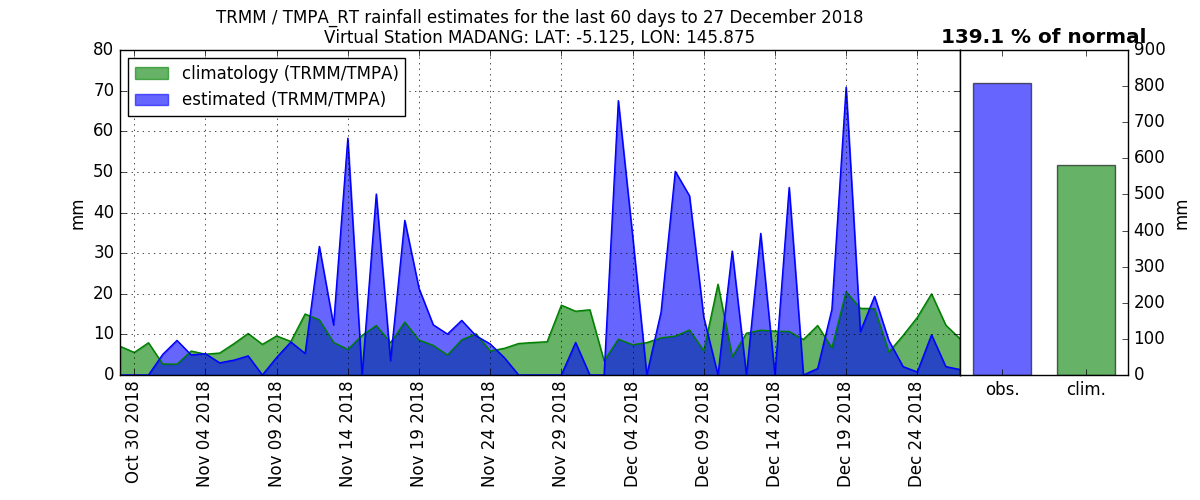 TRMM / TMPA_RT rainfall estimates for the last 60 days to 27 December 2018
Virtual Station MADANG: LAT: -5.125, LON: 145.875
139.1 % of normal
climatology (TRMM/TMPA)
estimated (TRMM/TMPA)
80
70
60
50
40
30
20
10
0
mm
Oct 30 2018
Nov 04 2018
Nov 09 2018
Nov 14 2018
Nov 19 2018
Nov 24 2018
Nov 29 2018
Dec 04 2018
Dec 09 2018
Dec 14 2018
Dec 19 2018
Dec 24 2018
obs.
clim.
900
800
700
600
500
400
300
200
100
0
mm